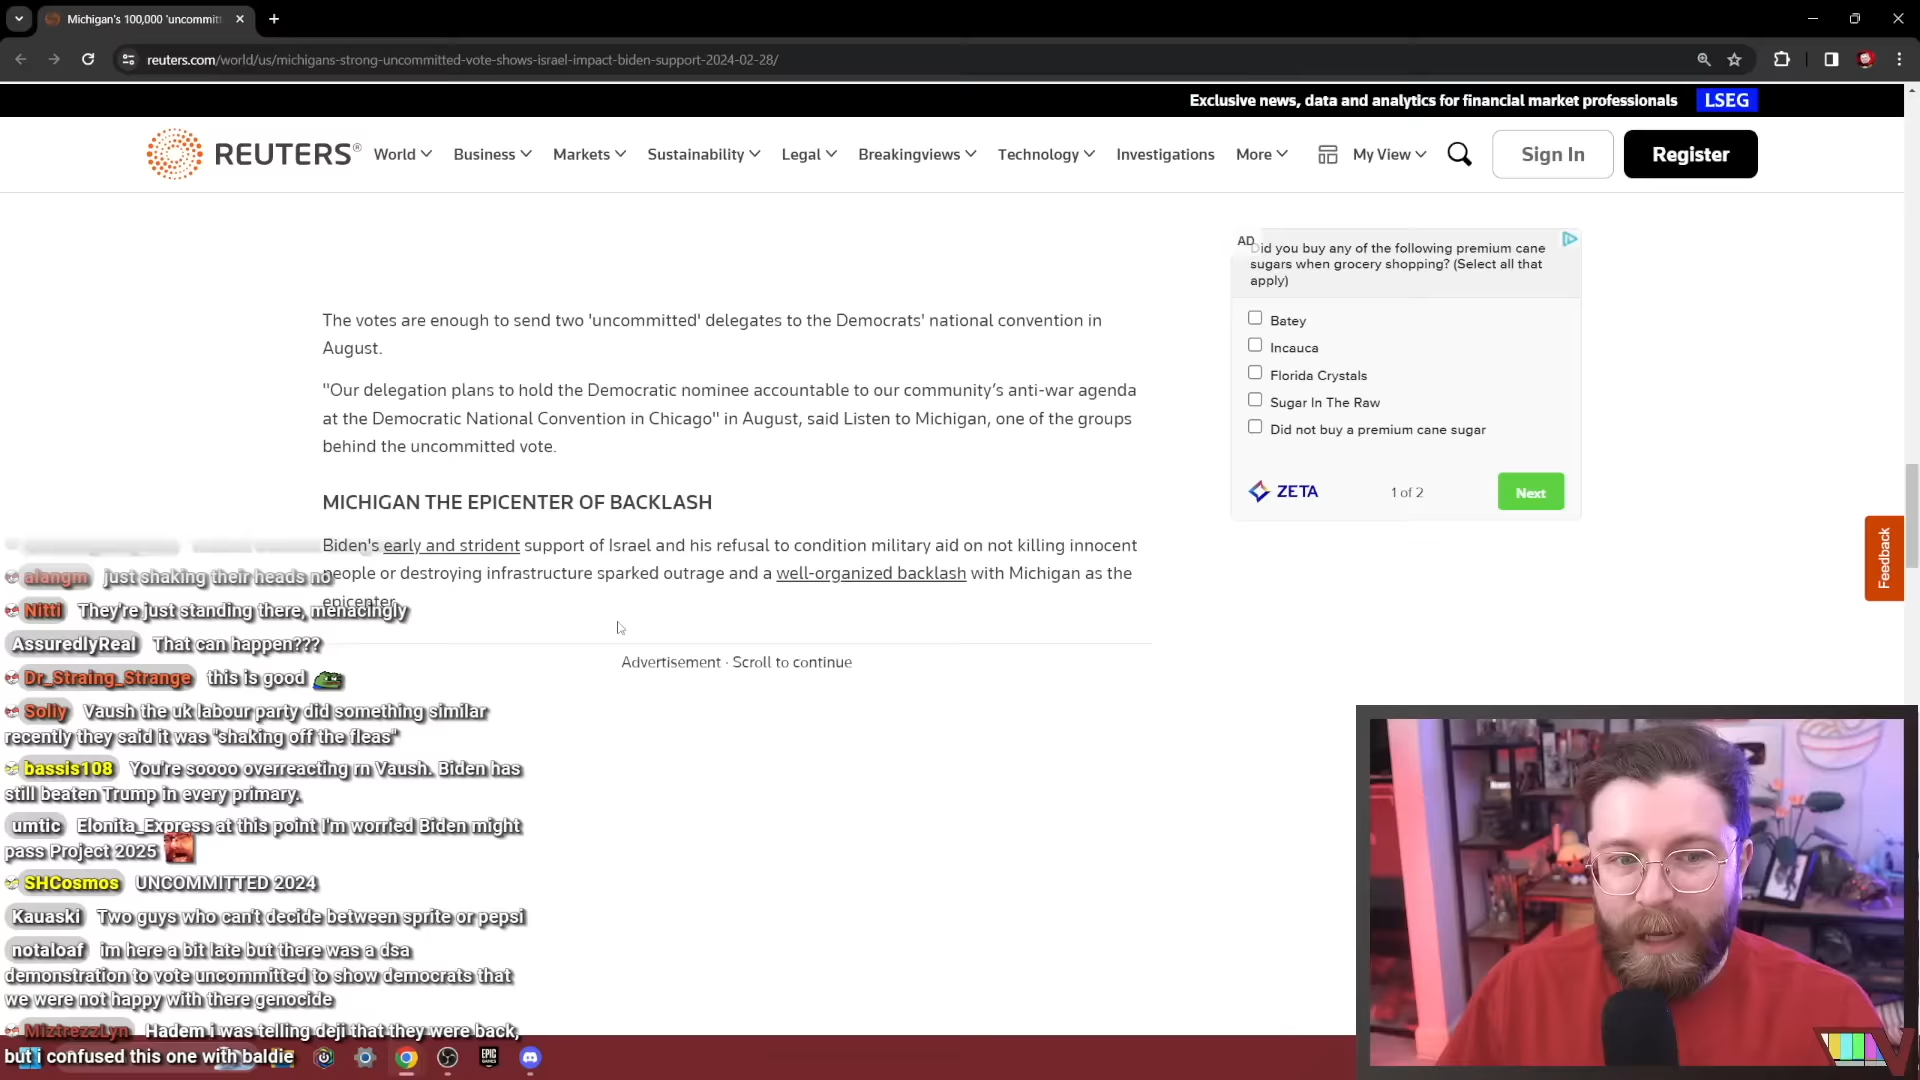 Michigan's 100,000 'uncommitt
reuters.com/world/us/michigans-strong-uncommitted-vote-shows-israel-impact-biden-support-2024-02-28/
Exclusive news, data and analytics for financial market professionals LSEG
REUTERS® World Business Markets Sustainability Legal Breakingviews Technology Investigations More My View Sign In Register
The votes are enough to send two 'uncommitted' delegates to the Democrats' national convention in
August.
"Our delegation plans to hold the Democratic nominee accountable to our community's anti-war agenda
at the Democratic National Convention in Chicago" in August, said Listen to Michigan, one of the groups
behind the uncommitted vote.
MICHIGAN THE EPICENTER OF BACKLASH
Biden's early and strident support of Israel and his refusal to condition military aid on not killing innocent
people or destroying infrastructure sparked outrage and a well-organized backlash with Michigan as the
epicenter.
Advertisement · Scroll to continue
AD
Did you buy any of the following premium cane
sugars when grocery shopping? (Select all that
apply)
Batey
Incauca
Florida Crystals
Sugar In The Raw
Did not buy a premium cane sugar
ZETA 1 of 2 Next
Feedback
alangm just shaking their heads no
Nitti They're just standing there, menacingly
AssuredlyReal That can happen???
Dr_Straing_Strange this is good
Solly Vaush the uk labour party did something similar
recently they said it was "shaking off the fleas"
bassis108 You're soooo overreacting rn Vaush. Biden has
still beaten Trump in every primary.
umtic Elonita_Express at this point I'm worried Biden might
pass Project 2025
SHCosmos UNCOMMITTED 2024
Kauaski Two guys who can't decide between sprite or pepsi
notaloaf im here a bit late but there was a dsa
demonstration to vote uncommitted to show democrats that
we were not happy with there genocide
MiztrezzLyn Hadem i was telling deji that they were back,
but i confused this one with baldie
EPIC
GAMES